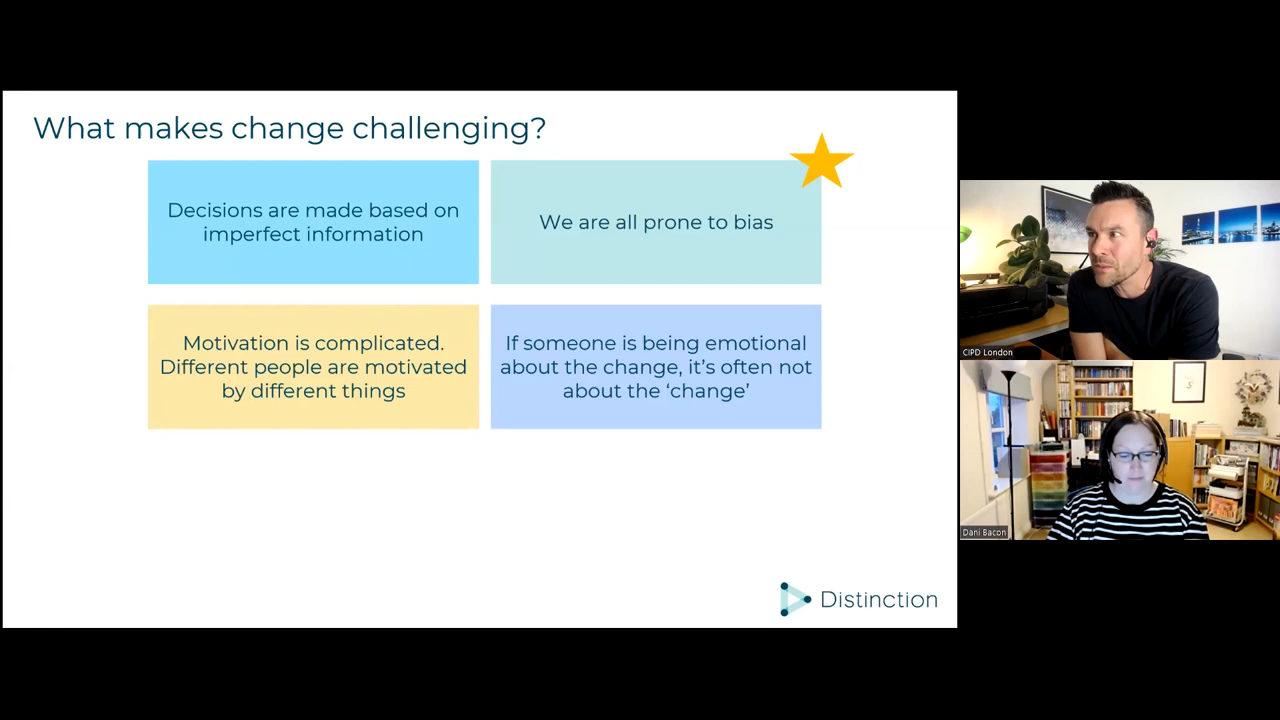 What makes change challenging?
Decisions are made based on
imperfect information
We are all prone to bias
Motivation is complicated.
Different people are motivated
by different things
If someone is being emotional
about the change, it's often not
about the ‘change’
Distinction
CIPD London
Dani Bacon